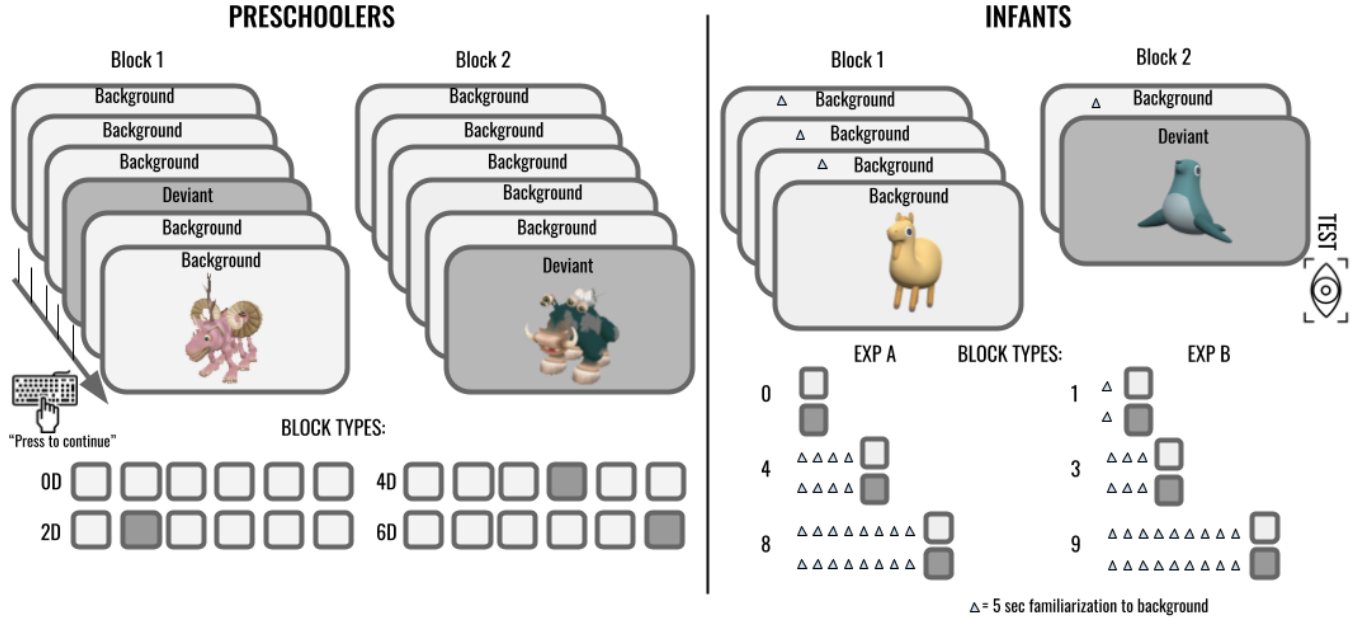 PRESCHOOLERS
Block 1
Block 2
Background
Background
Background
Deviant
Background
Background
Background
Background
Background
Background
Background
Deviant
"Press to continue"
BLOCK TYPES:
0D
4D
2D
6D
INFANTS
Block 1
Block 2
Background
Background
Background
Background
Background
Deviant
TEST
EXP A
BLOCK TYPES:
EXP B
0
1
4
3
8
9
△= 5 sec familiarization to background